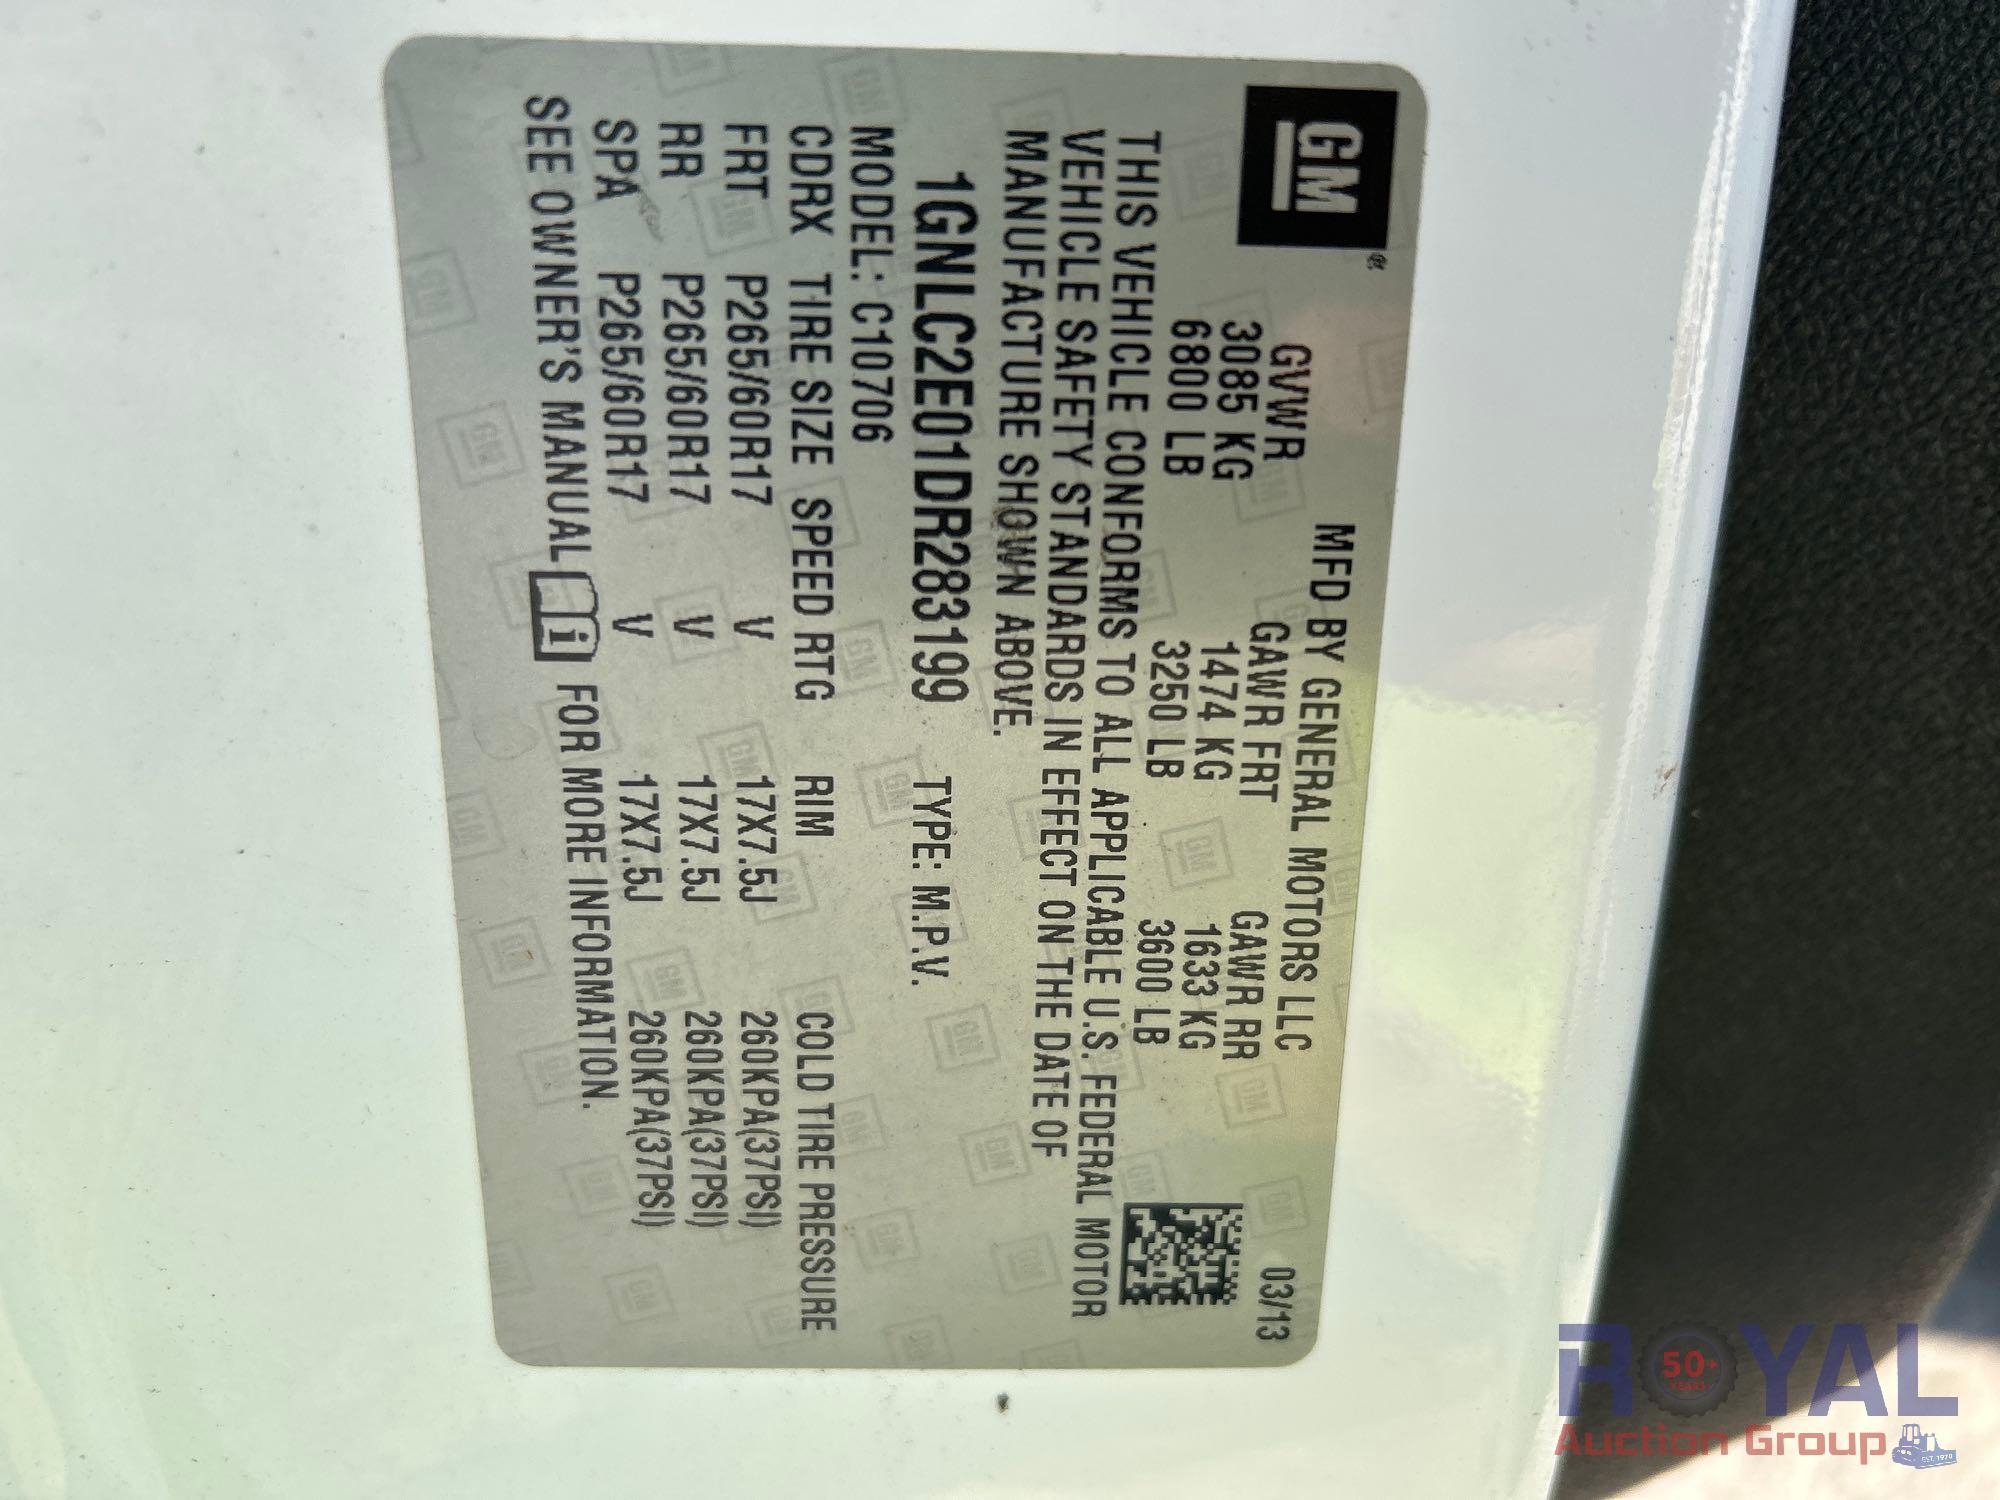 GM ®
MFD BY GENERAL MOTORS LLC 03/13
GVWR GAWR FRT GAWR RR
3085 KG 1474 KG 1633 KG
6800 LB 3250 LB 3600 LB
THIS VEHICLE CONFORMS TO ALL APPLICABLE U.S. FEDERAL MOTOR
VEHICLE SAFETY STANDARDS IN EFFECT ON THE DATE OF
MANUFACTURE SHOWN ABOVE.
1GNLC2E01DR283199 TYPE: M.P.V.
MODEL: C10706
CDRX TIRE SIZE SPEED RTG RIM COLD TIRE PRESSURE
FRT P265/60R17 V 17X7.5J 260KPA(37PSI)
RR P265/60R17 V 17X7.5J 260KPA(37PSI)
SPA P265/60R17 V 17X7.5J 260KPA(37PSI)
SEE OWNER'S MANUAL i FOR MORE INFORMATION.
ROYAL
50+
YEARS
Auction Group
EST. 1970